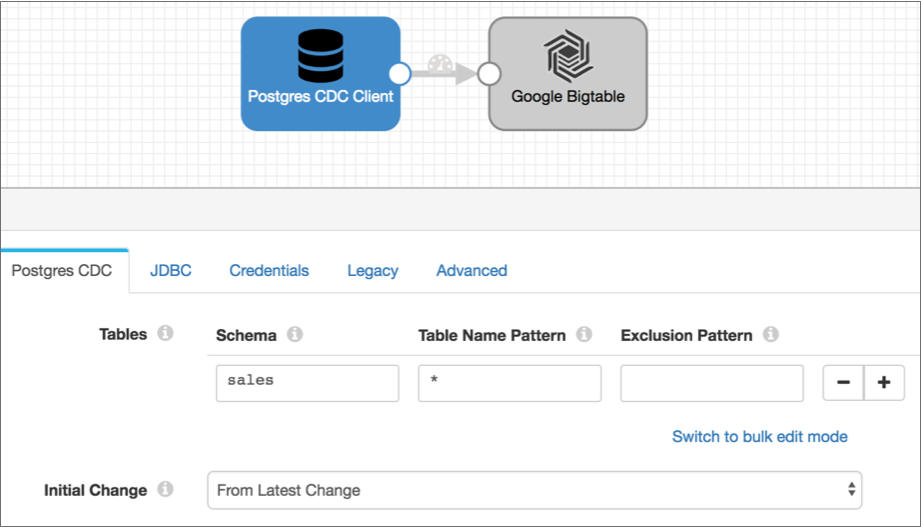 Postgres CDC Client
Google Bigtable
Postgres CDC JDBC Credentials Legacy Advanced
Tables Schema Table Name Pattern Exclusion Pattern
sales * - +
Switch to bulk edit mode
Initial Change From Latest Change